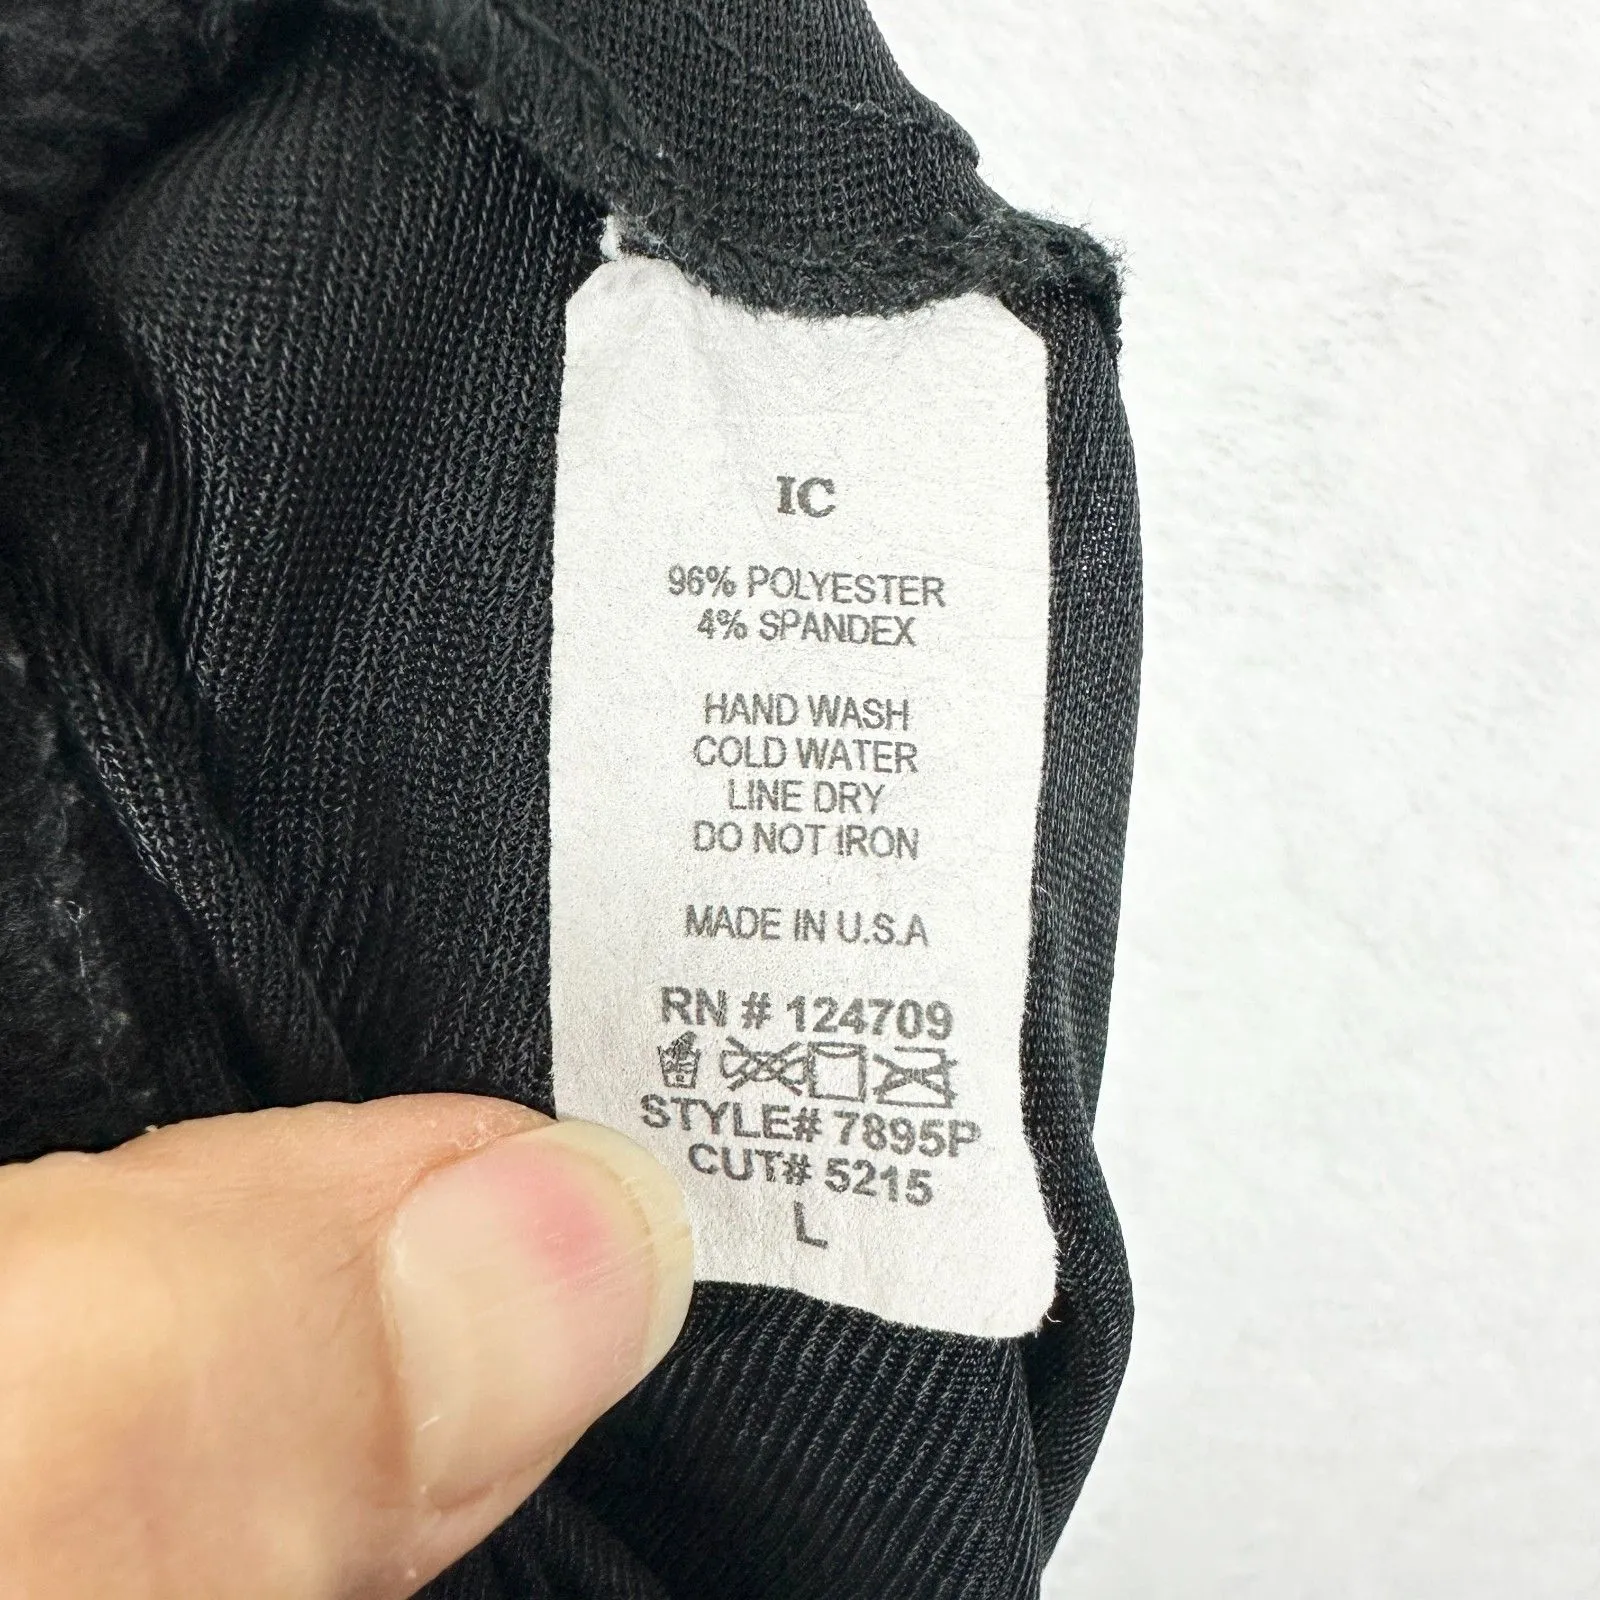 IC
96% POLYESTER
4% SPANDEX
HAND WASH
COLD WATER
LINE DRY
DO NOT IRON
MADE IN U.S.A
RN # 124709
STYLE# 7895P
CUT# 5215
L